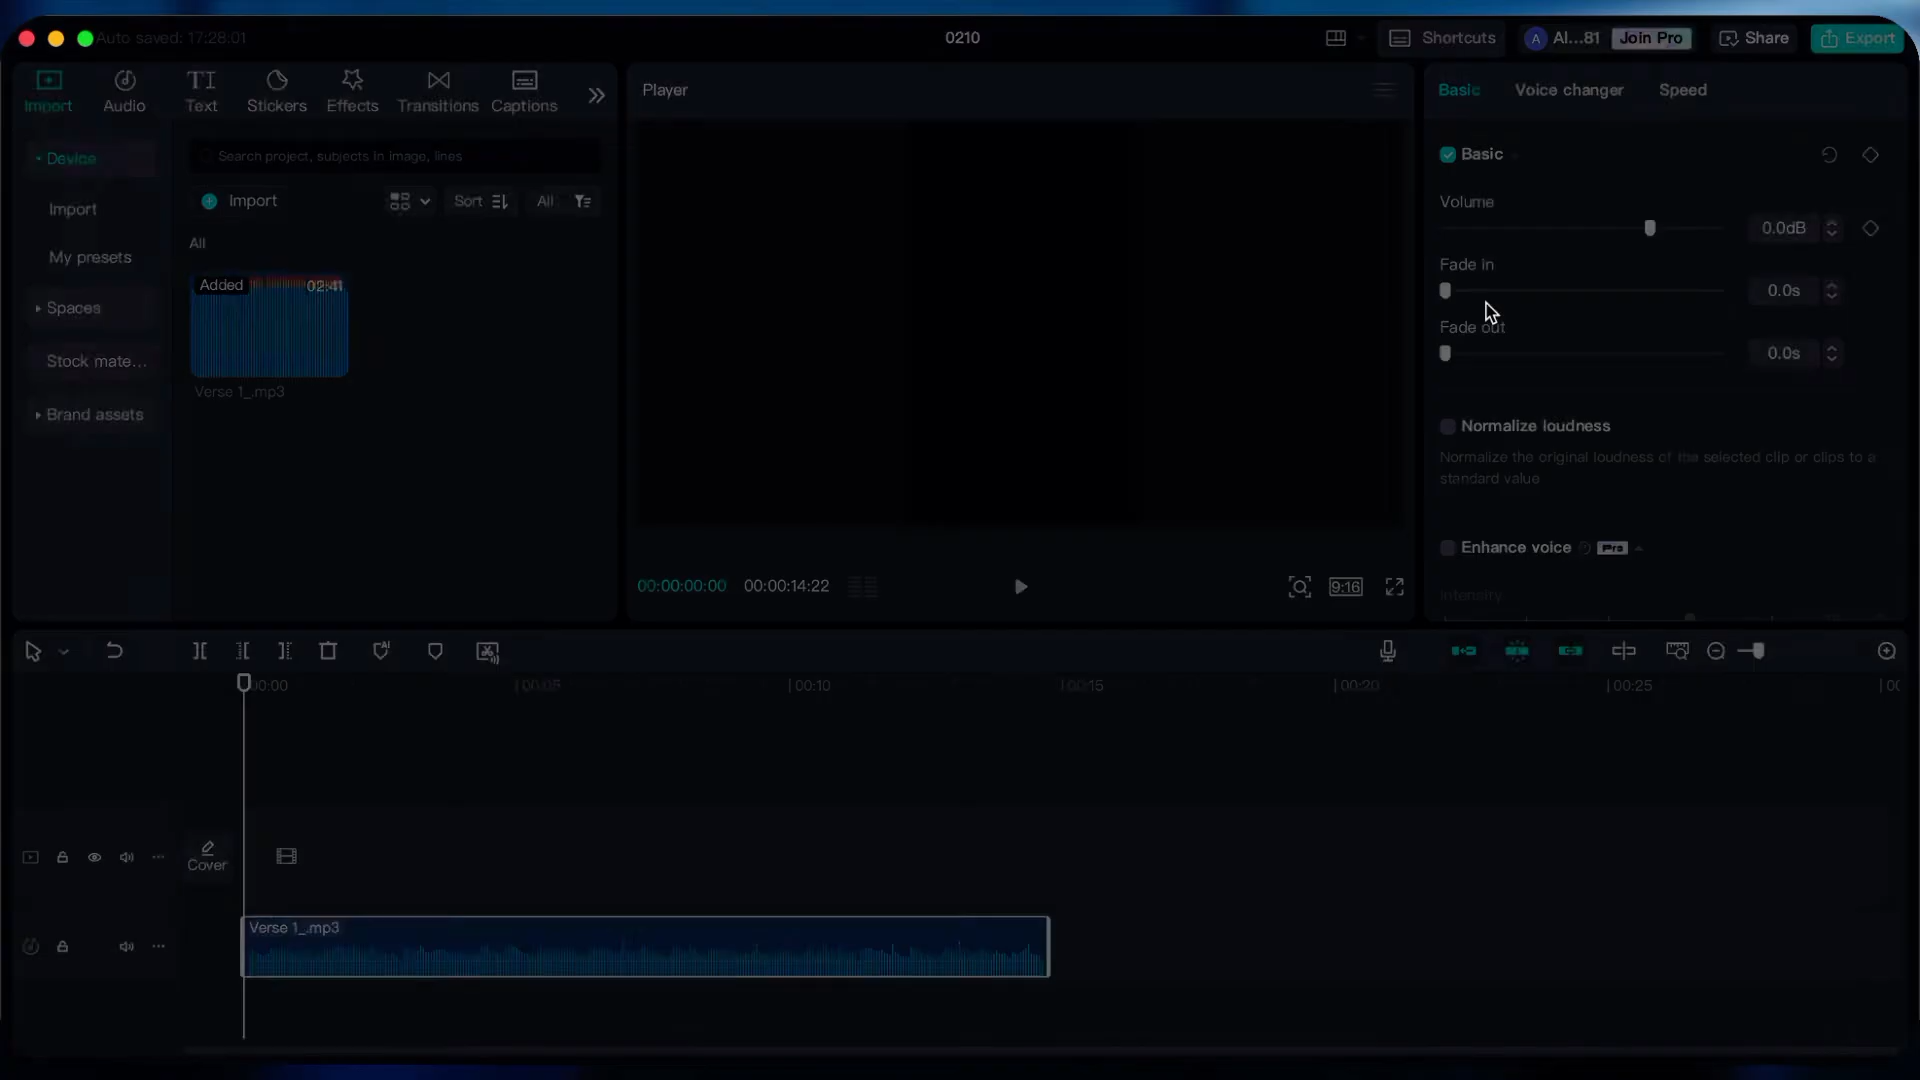 Auto saved: 17:28:01
0210
Shortcuts
A
Al...81
Join Pro
Share
Export
Import
Audio
TI
Text
Stickers
Effects
Transitions
Captions
Player
Basic
Voice changer
Speed
Device
Import
My presets
Spaces
Stock mate...
Brand assets
Search project, subjects in image, lines
Import
Sort
All
All
Added
02:41
Verse 1_.mp3
Basic
Volume
0.0dB
Fade in
0.0s
Fade out
0.0s
Normalize loudness
Normalize the original loudness of the selected clip or clips to a
standard value
Enhance voice
Pro
Intensity
00:00:00:00
00:00:14:22
9:16
AI
00:00
00:05
00:10
00:15
00:20
00:25
Cover
Verse 1_.mp3